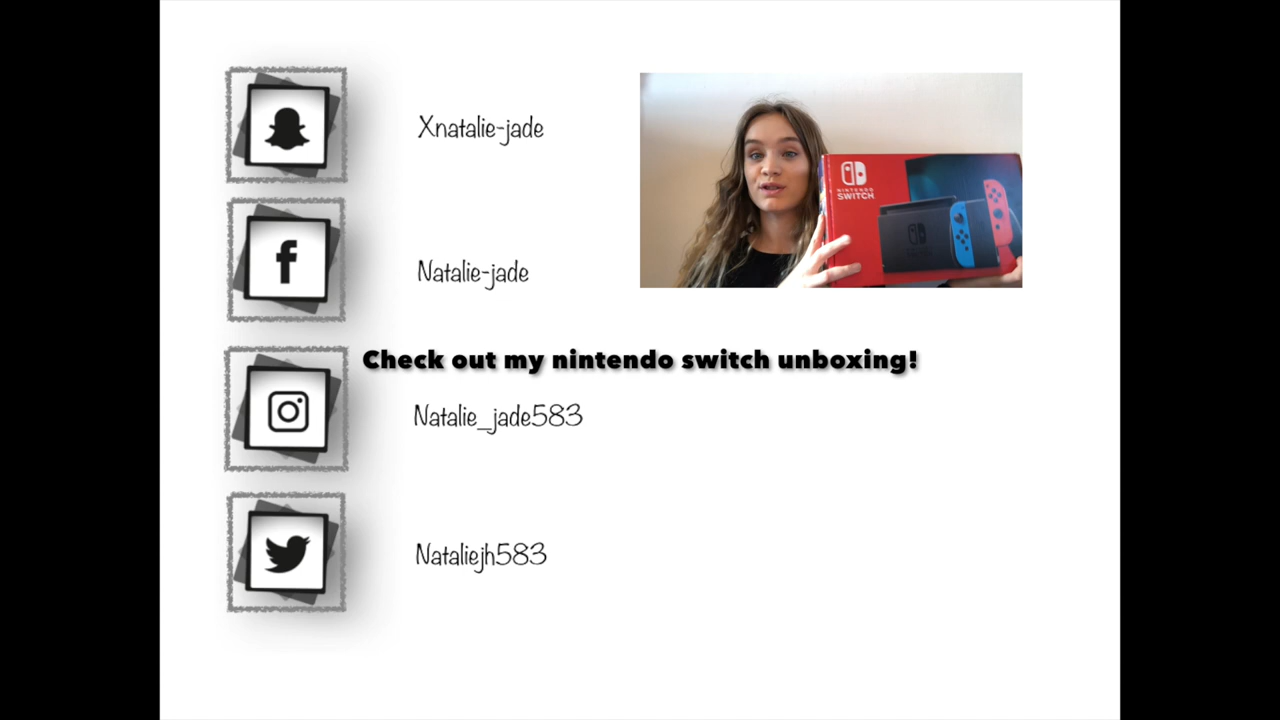 Xnatalie-jade
NINTENDO
SWITCH
Natalie-jade
Check out my nintendo switch unboxing!
Natalie_jade583
Nataliejh583